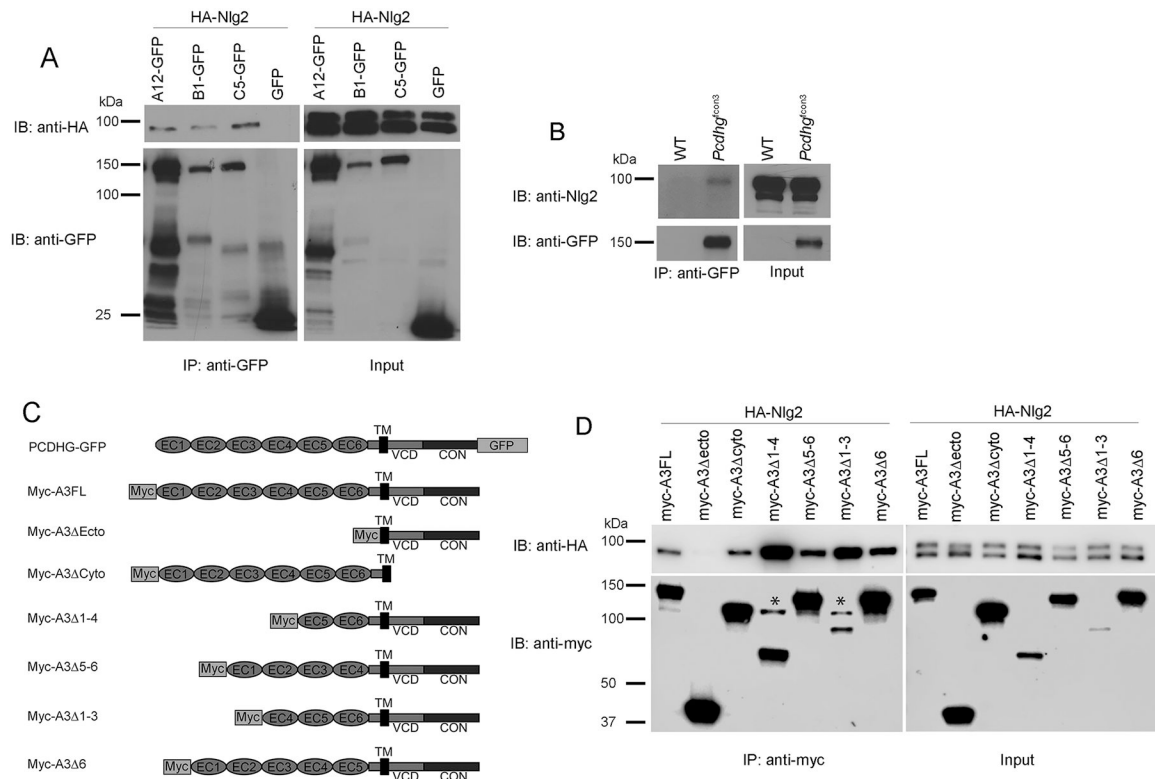 A
HA-Nlg2
HA-Nlg2
A12-GFP
B1-GFP
C5-GFP
GFP
A12-GFP
B1-GFP
C5-GFP
GFP
kDa
IB: anti-HA
100
150
100
IB: anti-GFP
25
IP: anti-GFP
Input
B
WT
Pcdhgfcon3
WT
Pcdhgfcon3
kDa
IB: anti-Nlg2
100
IB: anti-GFP
150
IP: anti-GFP
Input
C
PCDHG-GFP
EC1 EC2 EC3 EC4 EC5 EC6 TM VCD CON GFP
Myc-A3FL
Myc EC1 EC2 EC3 EC4 EC5 EC6 TM VCD CON
Myc-A3ΔEcto
Myc TM VCD CON
Myc-A3ΔCyto
Myc EC1 EC2 EC3 EC4 EC5 EC6 TM
Myc-A3Δ1-4
Myc EC5 EC6 TM VCD CON
Myc-A3Δ5-6
Myc EC1 EC2 EC3 EC4 TM VCD CON
Myc-A3Δ1-3
Myc EC4 EC5 EC6 TM VCD CON
Myc-A3Δ6
Myc EC1 EC2 EC3 EC4 EC5 TM VCD CON
D
HA-Nlg2
HA-Nlg2
myc-A3FL
myc-A3Δecto
myc-A3Δcyto
myc-A3Δ1-4
myc-A3Δ5-6
myc-A3Δ1-3
myc-A3Δ6
myc-A3FL
myc-A3Δecto
myc-A3Δcyto
myc-A3Δ1-4
myc-A3Δ5-6
myc-A3Δ1-3
myc-A3Δ6
kDa
IB: anti-HA
100
150
* *
100
IB: anti-myc
50
37
IP: anti-myc
Input